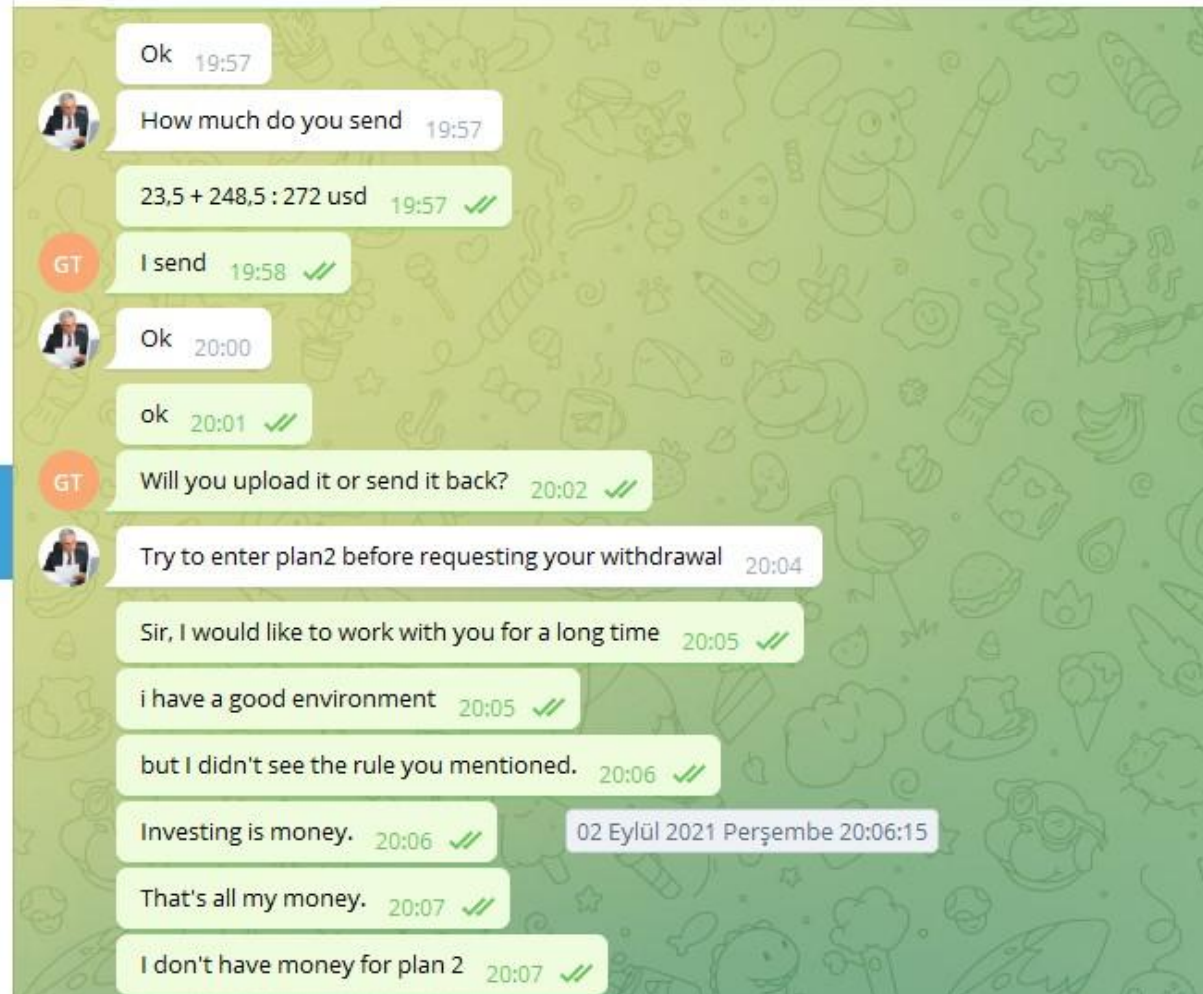 Ok 19:57
How much do you send 19:57
23,5 + 248,5 : 272 usd 19:57
GT
I send 19:58
Ok 20:00
ok 20:01
GT
Will you upload it or send it back? 20:02
Try to enter plan2 before requesting your withdrawal 20:04
Sir, I would like to work with you for a long time 20:05
i have a good environment 20:05
but I didn't see the rule you mentioned. 20:06
Investing is money. 20:06
02 Eylül 2021 Perşembe 20:06:15
That's all my money. 20:07
I don't have money for plan 2 20:07